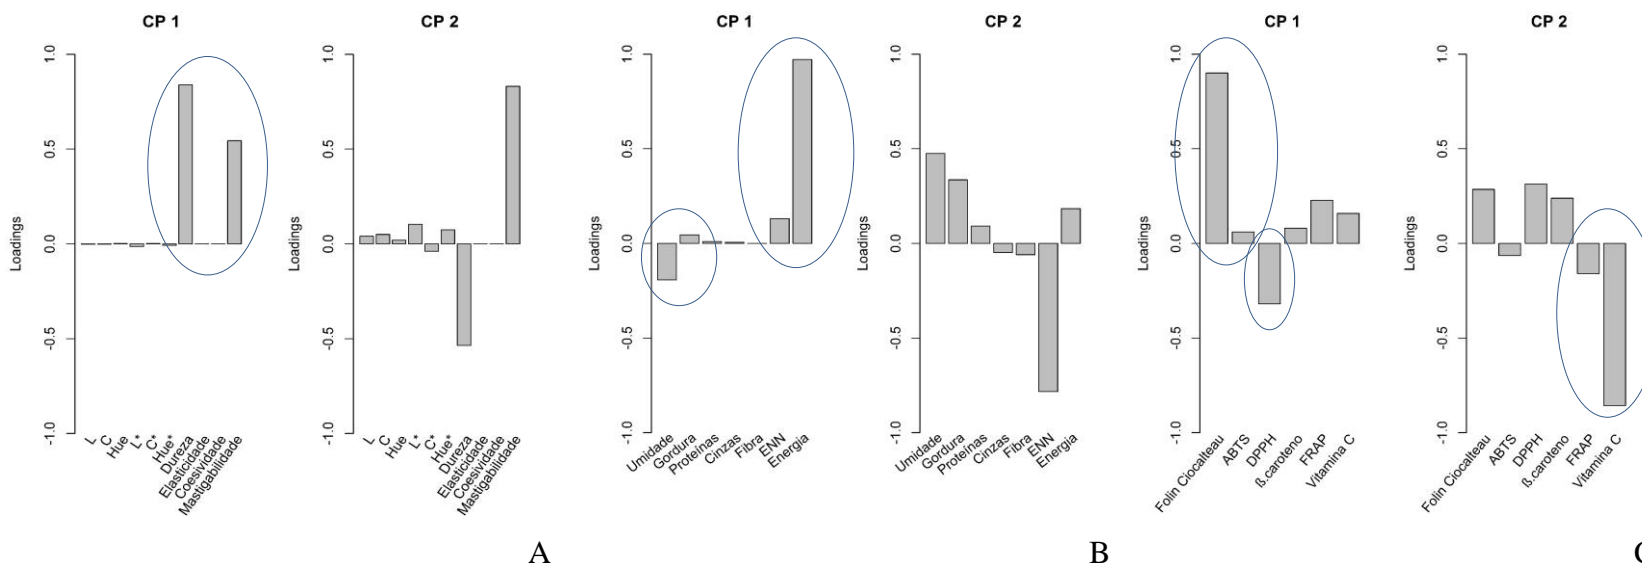 CP 1
CP 2
CP 1
CP 2
CP 1
CP 2
Loadings
1.0
0.5
0.0
-0.5
-1.0
L
C
Hue
L*
C*
Hue*
Dureza
Elasticidade
Coesividade
Mastigabilidade
Loadings
1.0
0.5
0.0
-0.5
-1.0
L
C
Hue
L*
C*
Hue*
Dureza
Elasticidade
Coesividade
Mastigabilidade
Loadings
1.0
0.5
0.0
-0.5
-1.0
Umidade
Gordura
Proteínas
Cinzas
Fibra
ENN
Energia
Loadings
1.0
0.5
0.0
-0.5
-1.0
Umidade
Gordura
Proteínas
Cinzas
Fibra
ENN
Energia
Loadings
1.0
0.5
0.0
-0.5
-1.0
Folin Ciocalteau
ABTS
DPPH
ß.caroteno
FRAP
Vitamina C
Loadings
1.0
0.5
0.0
-0.5
-1.0
Folin Ciocalteau
ABTS
DPPH
ß.caroteno
FRAP
Vitamina C
A
B